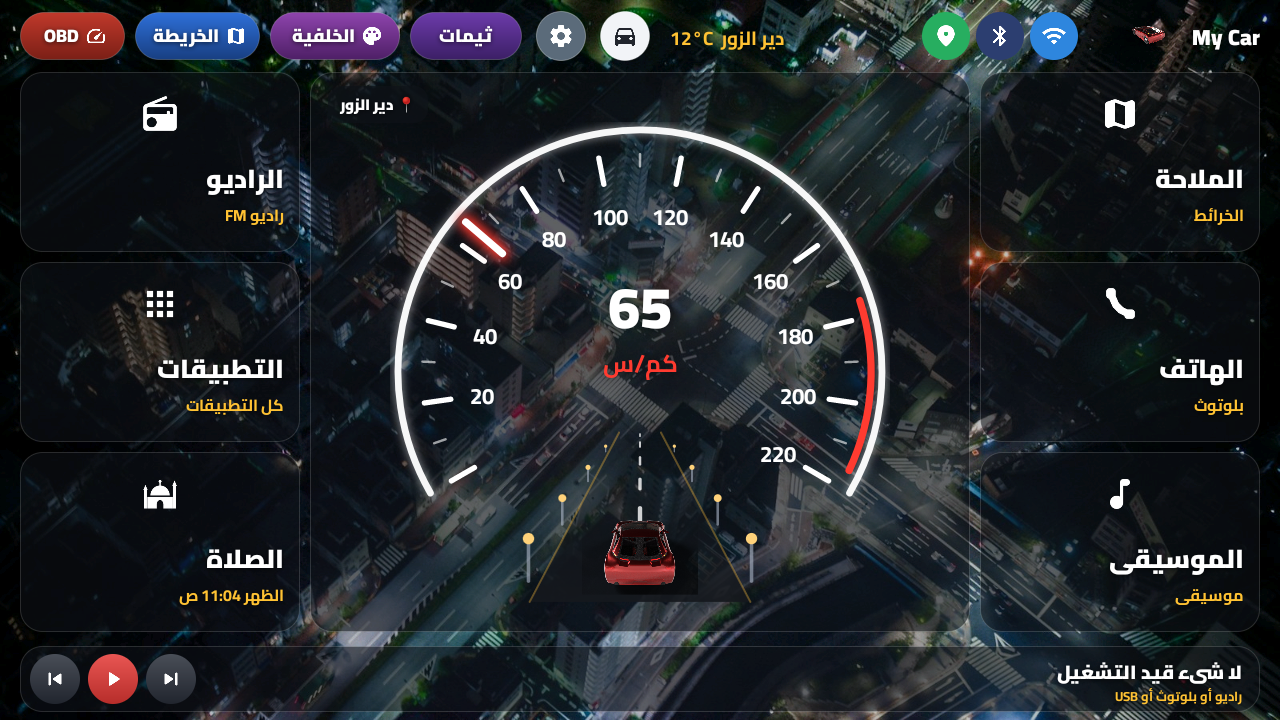 My Car
دير الزور 12°C
ثيمات
الخلفية
الخريطة
OBD
الملاحة
الخرائط
الهاتف
بلوتوث
الموسيقى
موسيقى
دير الزور
20
40
60
80
100
120
140
160
180
200
220
65
كم/س
الراديو
راديو FM
التطبيقات
كل التطبيقات
الصلاة
الظهر 11:04 ص
لا شيء قيد التشغيل
راديو أو بلوتوث أو USB